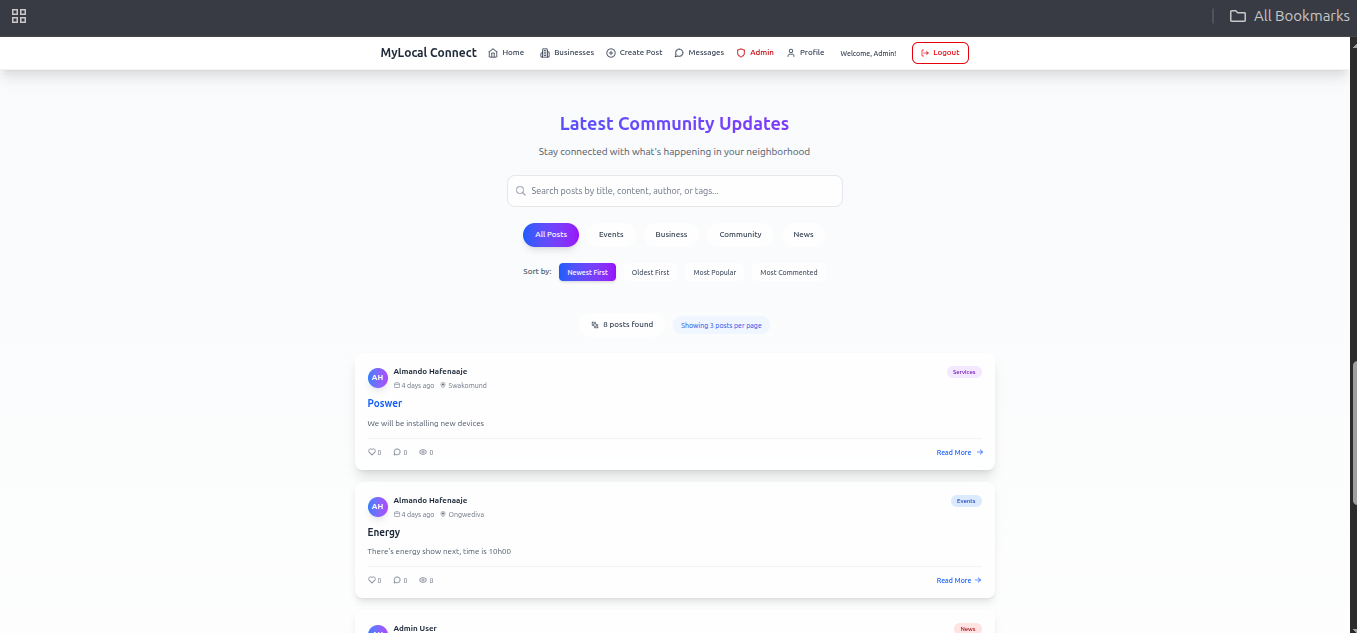 All Bookmarks
MyLocal Connect Home Businesses Create Post Messages Admin Profile Welcome, Admin! Logout
Latest Community Updates
Stay connected with what's happening in your neighborhood
Search posts by title, content, author, or tags...
All Posts Events Business Community News
Sort by: Newest First Oldest First Most Popular Most Commented
8 posts found Showing 3 posts per page
AH Almando Hafenaaje Services
4 days ago Swakomund
Poswer
We will be installing new devices
0 0 0 Read More
AH Almando Hafenaaje Events
4 days ago Ongwediva
Energy
There's energy show next, time is 10h00
0 0 8 Read More
Admin User News